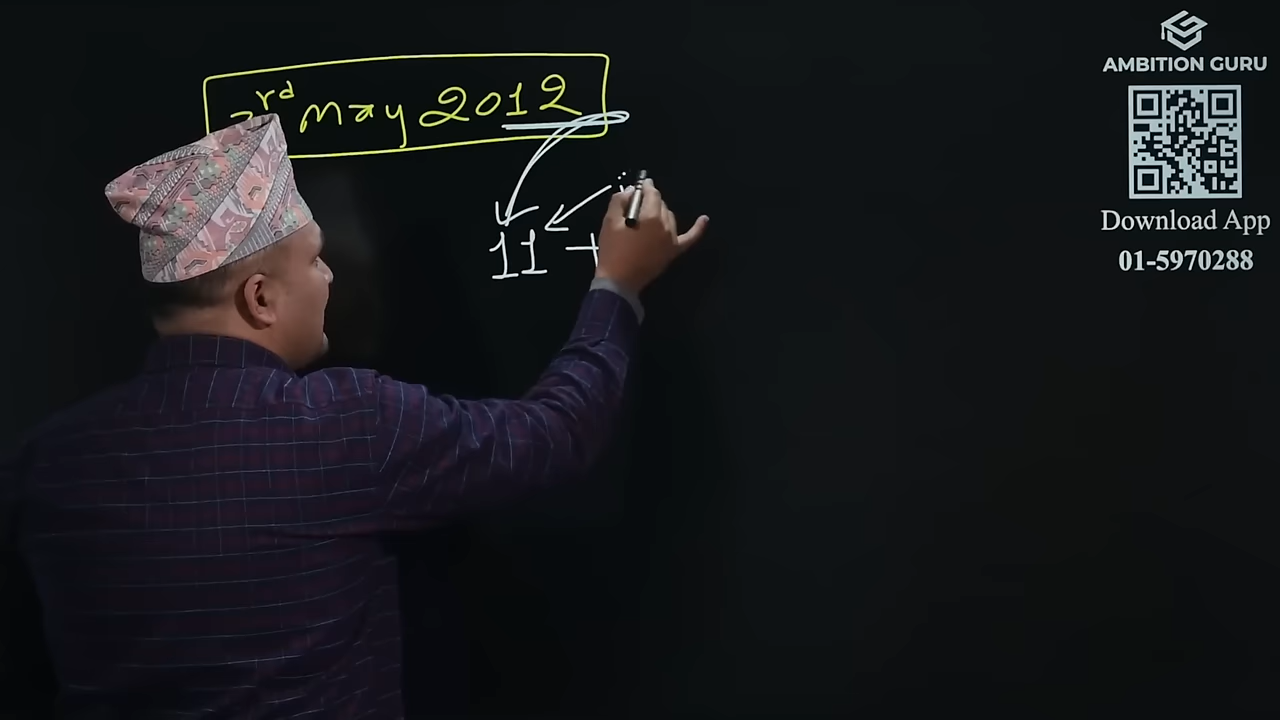 rd May 2012
11 +
AMBITION GURU
Download App
01-5970288